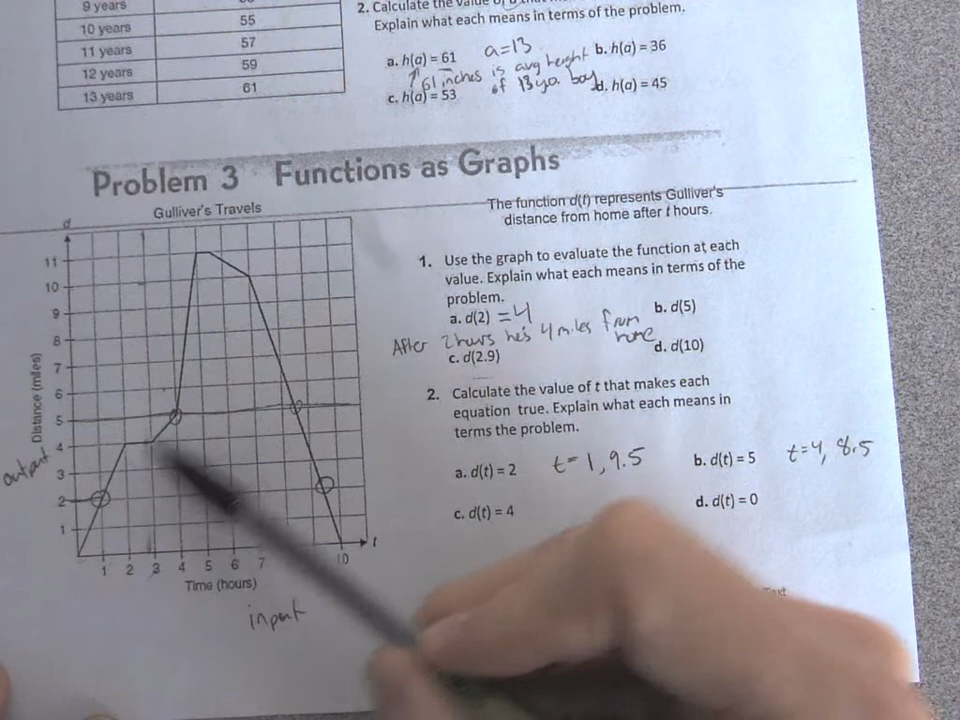 9 years
10 years 55
11 years 57
12 years 59
13 years 61
2. Calculate the value of
Explain what each means in terms of the problem.
a. h(a) = 61 a=13 b. h(a) = 36
61 inches is avg height
of 13 y.o. boy
c. h(a) = 53 d. h(a) = 45
Problem 3 Functions as Graphs
Gulliver's Travels
The function d(t) represents Gulliver's
distance from home after t hours.
d
11
10
9
8
7
6
5
4
3
2
1
Distance (miles)
output
1 2 3 4 5 6 7 10 t
Time (hours)
input
1. Use the graph to evaluate the function at each
value. Explain what each means in terms of the
problem.
a. d(2) = 4 b. d(5)
After 2 hours he's 4 miles from
home
c. d(2.9) d. d(10)
2. Calculate the value of t that makes each
equation true. Explain what each means in
terms the problem.
a. d(t) = 2 t=1, 9.5 b. d(t) = 5 t=4, 8.5
c. d(t) = 4 d. d(t) = 0